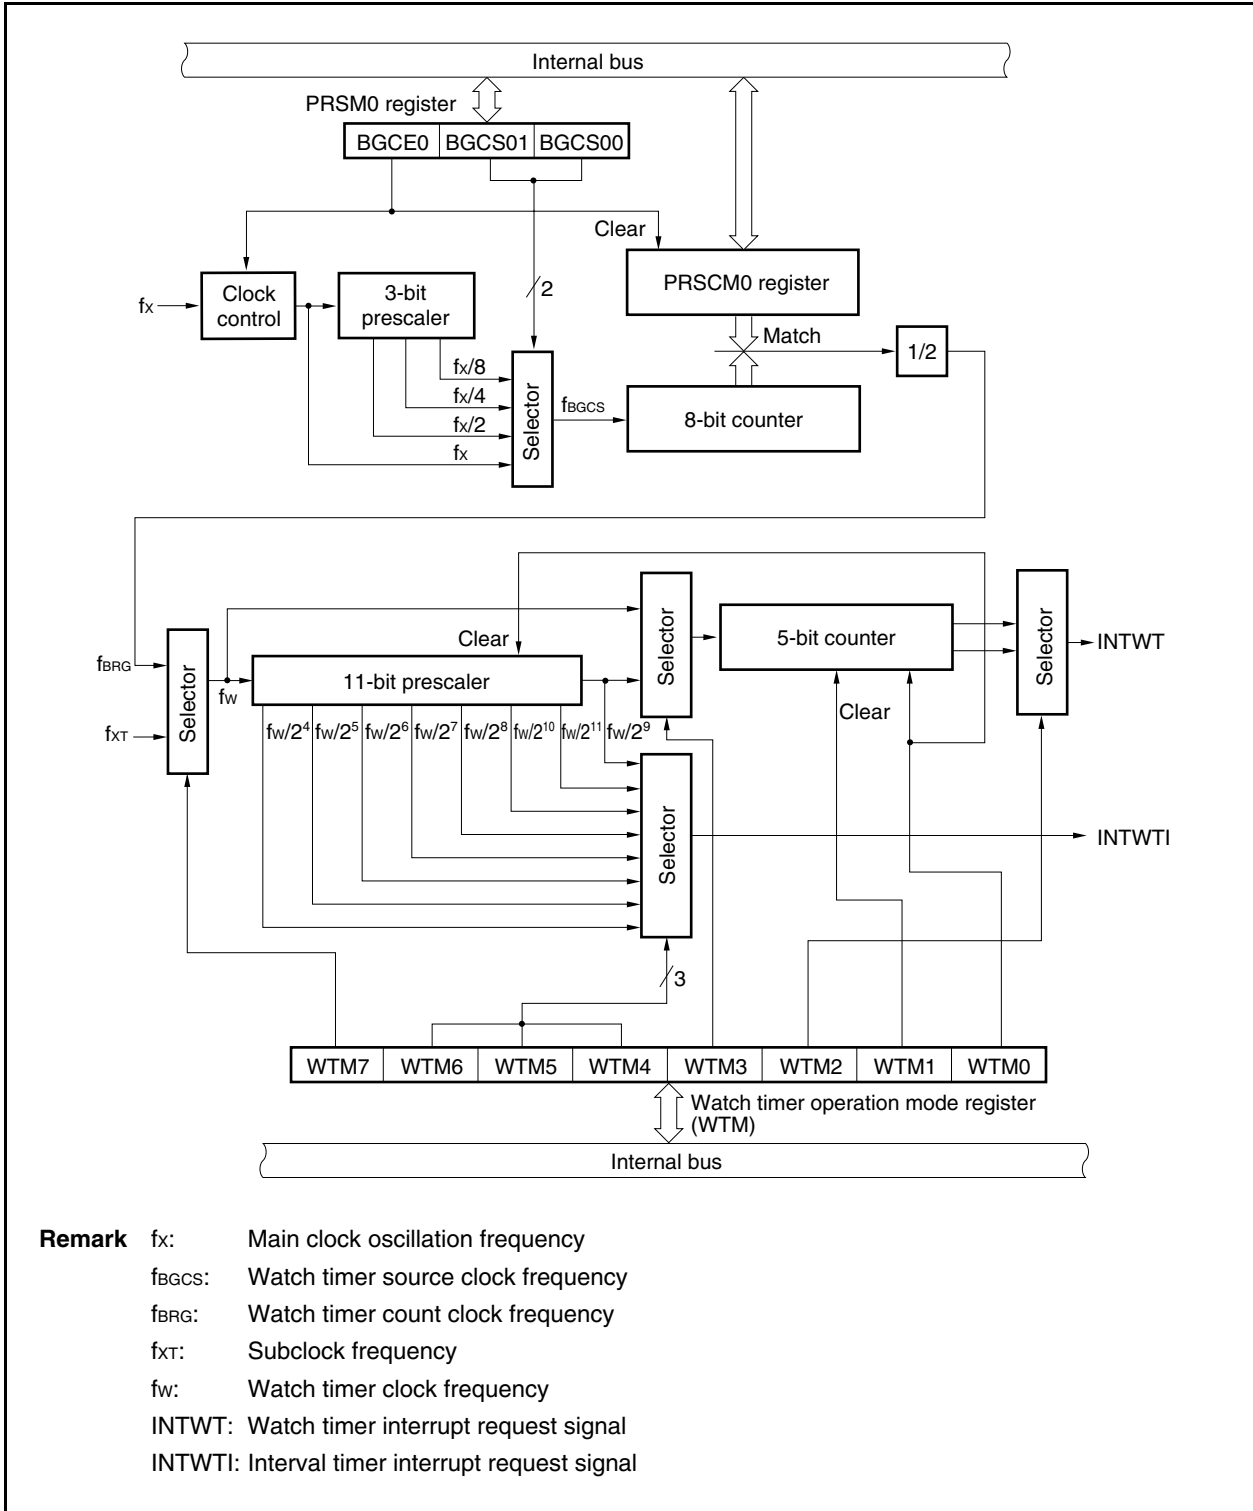 Internal bus
PRSM0 register
BGCE0 BGCS01 BGCS00
Clear
2
PRSCM0 register
fX
Clock control
3-bit prescaler
Match
1/2
fX/8
fX/4
fX/2
fX
Selector
fBGCS
8-bit counter
Selector
5-bit counter
Selector
INTWT
Clear
fBRG
Selector
fW
11-bit prescaler
Clear
fXT
fW/2⁴ fW/2⁵ fW/2⁶ fW/2⁷ fW/2⁸ fW/2¹⁰ fW/2¹¹ fW/2⁹
Selector
INTWTI
3
WTM7 WTM6 WTM5 WTM4 WTM3 WTM2 WTM1 WTM0
Watch timer operation mode register
(WTM)
Internal bus
Remark fX: Main clock oscillation frequency
fBGCS: Watch timer source clock frequency
fBRG: Watch timer count clock frequency
fXT: Subclock frequency
fW: Watch timer clock frequency
INTWT: Watch timer interrupt request signal
INTWTI: Interval timer interrupt request signal